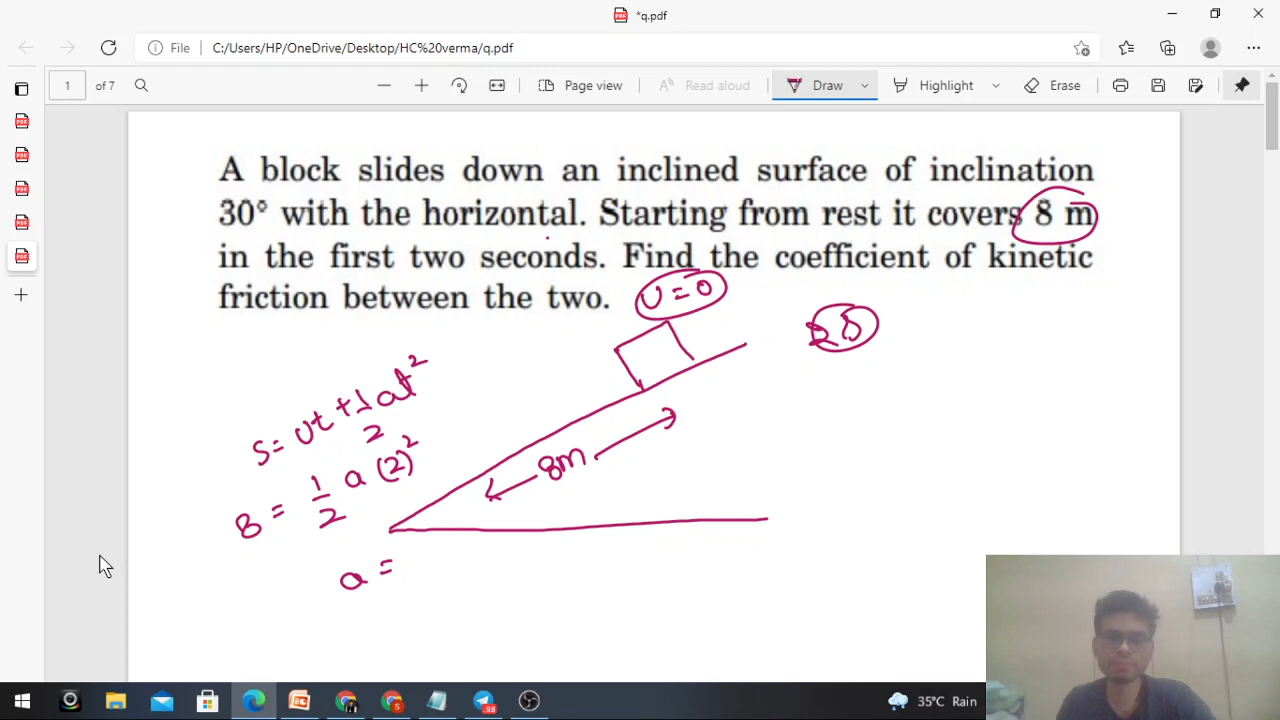 *q.pdf
File C:/Users/HP/OneDrive/Desktop/HC%20verma/q.pdf
1 of 7 Page view Read aloud Draw Highlight Erase
A block slides down an inclined surface of inclination
30° with the horizontal. Starting from rest it covers 8 m
in the first two seconds. Find the coefficient of kinetic
friction between the two.
U = 0
2S
S = Ut + 1/2 at²
8m
8 = 1/2 a (2)²
a =
98
35°C Rain